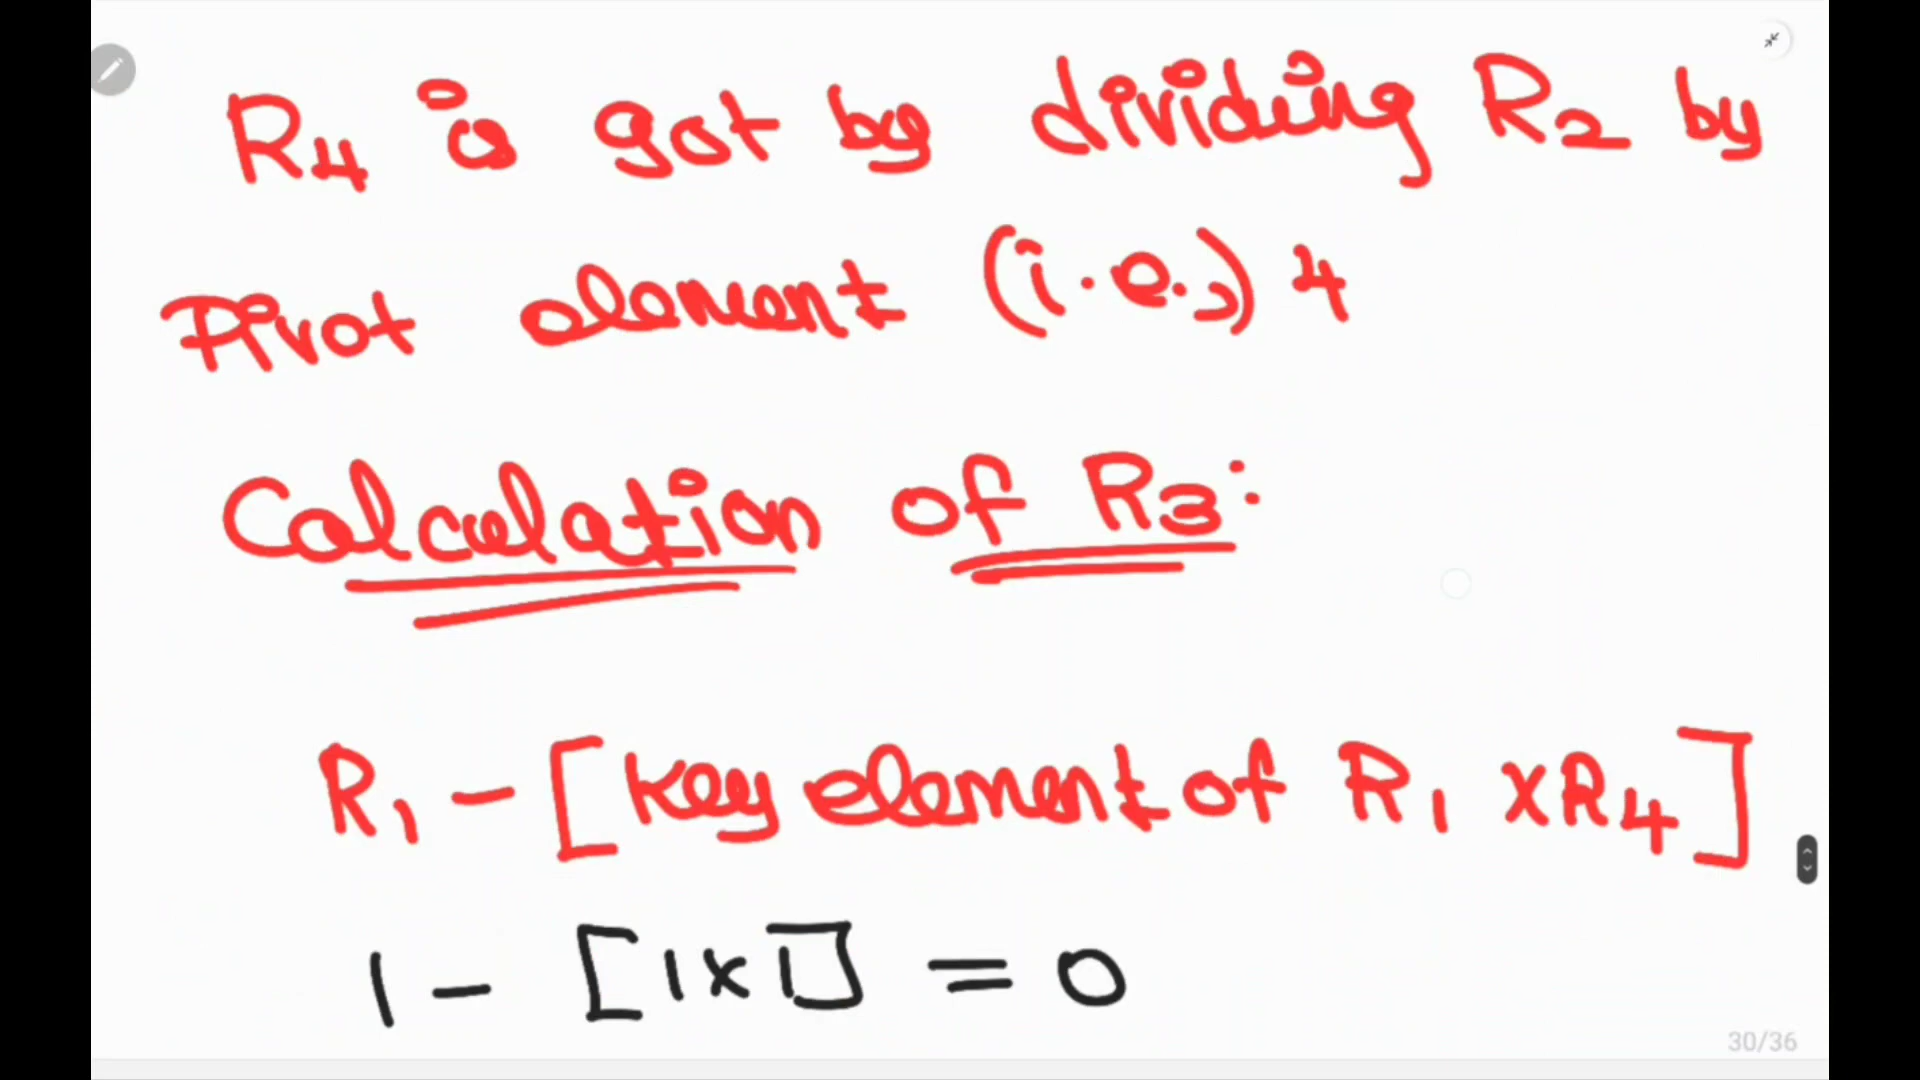 R4 is got by dividing R2 by
Pivot element (i.e.,) 4
Calculation of R3:
R1 - [Key element of R1 x R4]
1 - [1x1] = 0
30/36